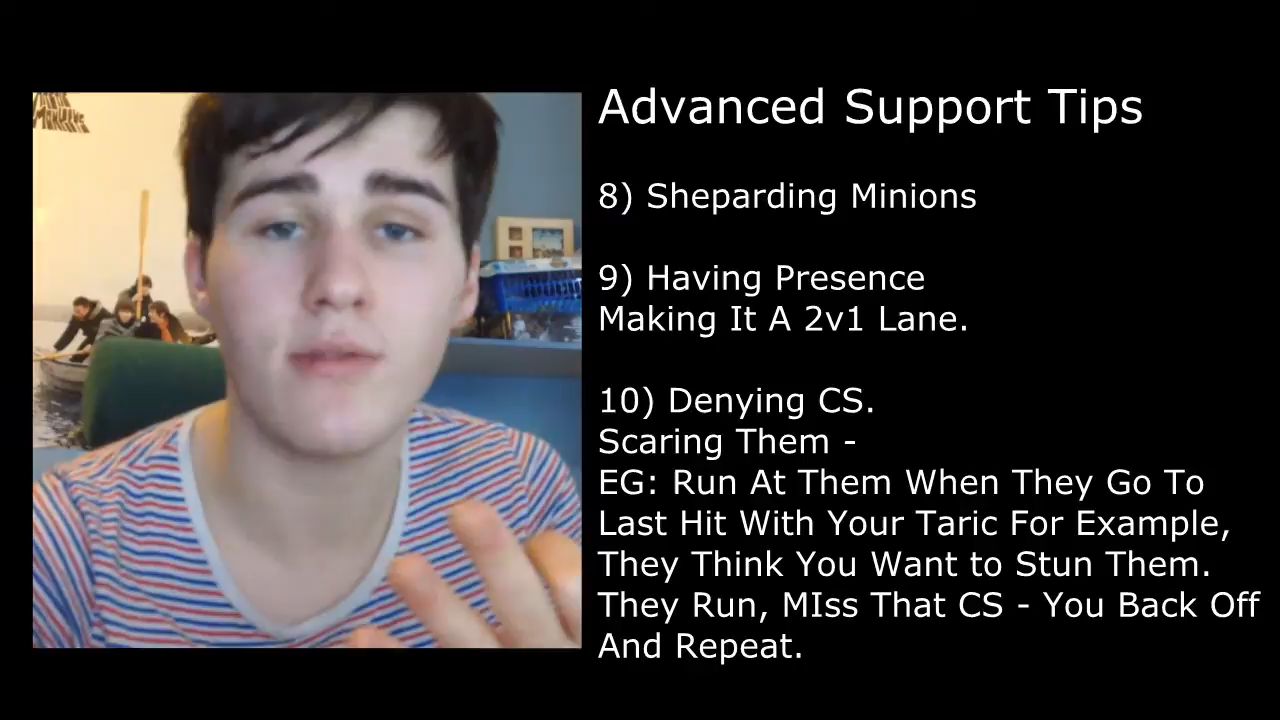 Advanced Support Tips
8) Sheparding Minions
9) Having Presence
Making It A 2v1 Lane.
10) Denying CS.
Scaring Them -
EG: Run At Them When They Go To
Last Hit With Your Taric For Example,
They Think You Want to Stun Them.
They Run, MIss That CS - You Back Off
And Repeat.